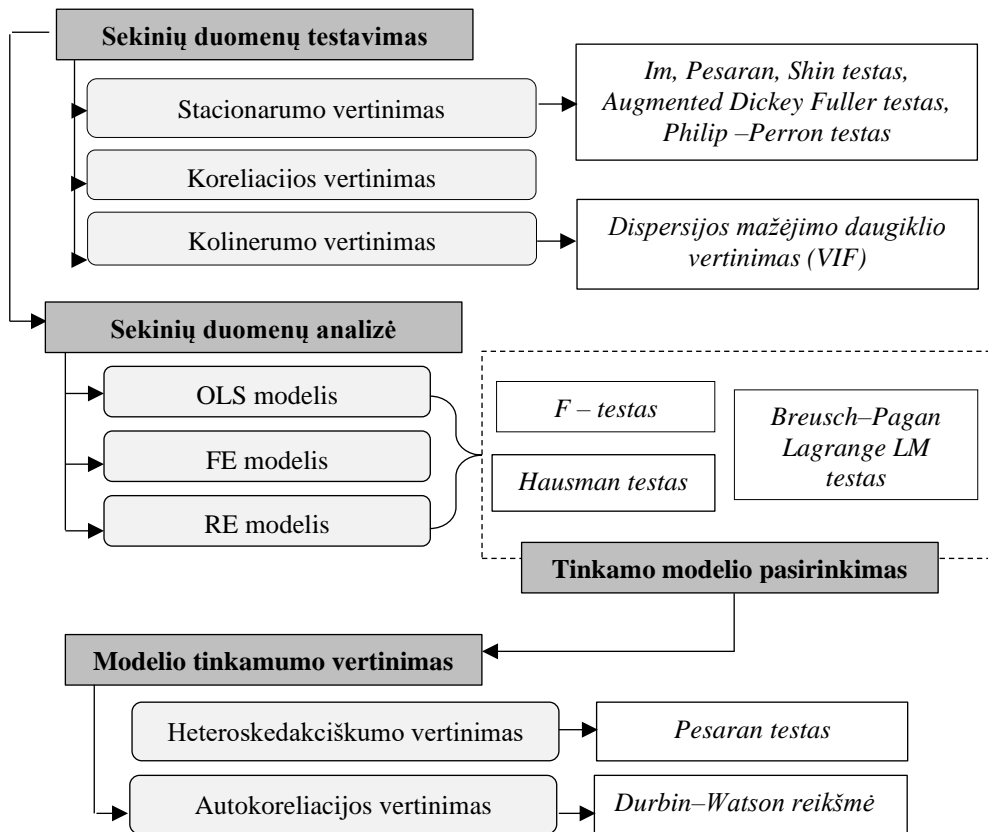 Sekinių duomenų testavimas
Stacionarumo vertinimas
Im, Pesaran, Shin testas,
Augmented Dickey Fuller testas,
Philip –Perron testas
Koreliacijos vertinimas
Kolinerumo vertinimas
Dispersijos mažėjimo daugiklio
vertinimas (VIF)
Sekinių duomenų analizė
OLS modelis
FE modelis
RE modelis
F – testas
Hausman testas
Breusch–Pagan
Lagrange LM
testas
Tinkamo modelio pasirinkimas
Modelio tinkamumo vertinimas
Heteroskedakciškumo vertinimas
Pesaran testas
Autokoreliacijos vertinimas
Durbin–Watson reikšmė